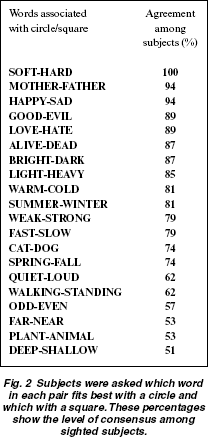 Words associated Agreement
with circle/square among
subjects (%)
SOFT-HARD 100
MOTHER-FATHER 94
HAPPY-SAD 94
GOOD-EVIL 89
LOVE-HATE 89
ALIVE-DEAD 87
BRIGHT-DARK 87
LIGHT-HEAVY 85
WARM-COLD 81
SUMMER-WINTER 81
WEAK-STRONG 79
FAST-SLOW 79
CAT-DOG 74
SPRING-FALL 74
QUIET-LOUD 62
WALKING-STANDING 62
ODD-EVEN 57
FAR-NEAR 53
PLANT-ANIMAL 53
DEEP-SHALLOW 51
Fig. 2 Subjects were asked which word
in each pair fits best with a circle and
which with a square. These percentages
show the level of consensus among
sighted subjects.